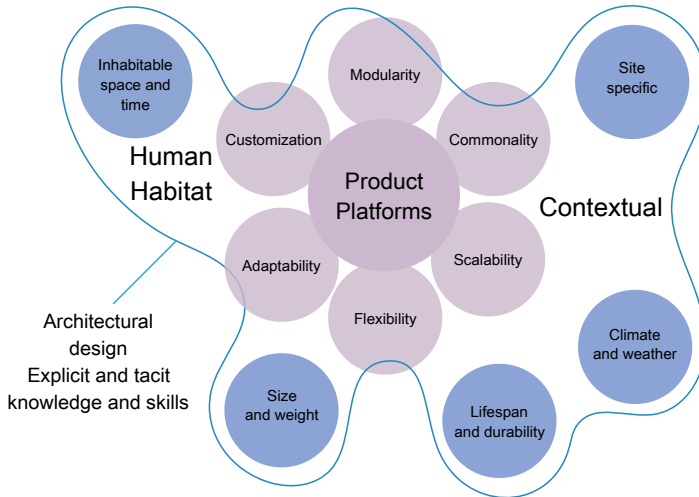 Inhabitable
space and
time
Modularity
Site
specific
Customization
Commonality
Human
Habitat
Product
Platforms
Contextual
Adaptability
Scalability
Flexibility
Architectural
design
Explicit and tacit
knowledge and skills
Climate
and weather
Size
and weight
Lifespan
and durability